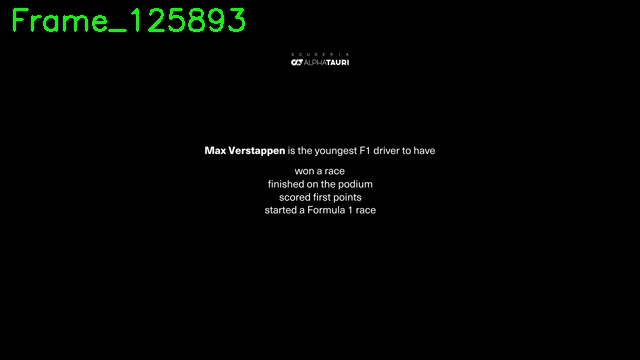 Frame_125893
SCUDERIA
ALPHATAURI
Max Verstappen is the youngest F1 driver to have
won a race
finished on the podium
scored first points
started a Formula 1 race